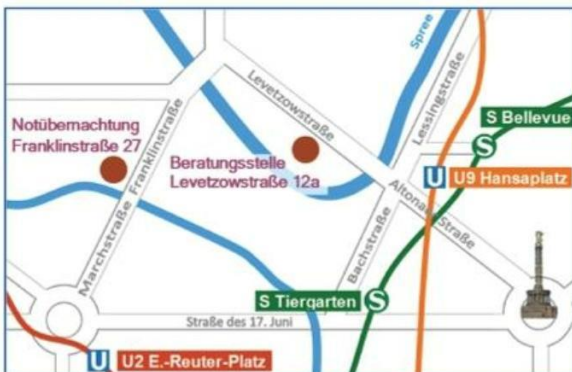 Spree
Levetzowstraße
Lessingstraße
S Bellevue
S
Notübernachtung
Franklinstraße 27
Franklinstraße
Beratungsstelle
Levetzowstraße 12a
U
U9 Hansaplatz
Altonaer Straße
Marchstraße
Bachstraße
S Tiergarten
S
Straße des 17. Juni
U
U2 E.-Reuter-Platz